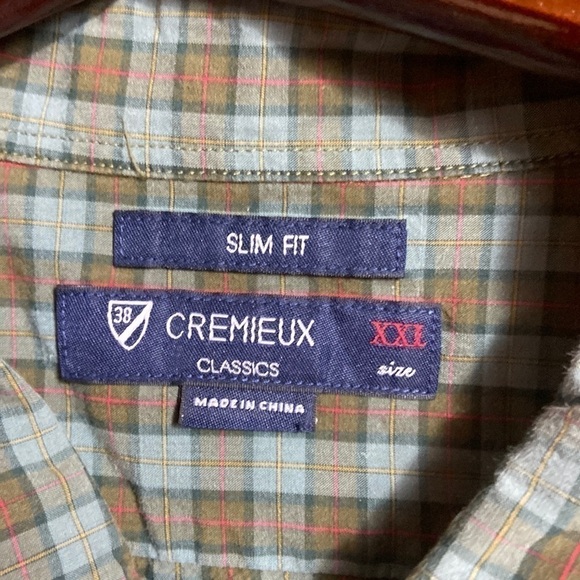 SLIM FIT
38 CREMIEUX XXL
CLASSICS size
MADE IN CHINA